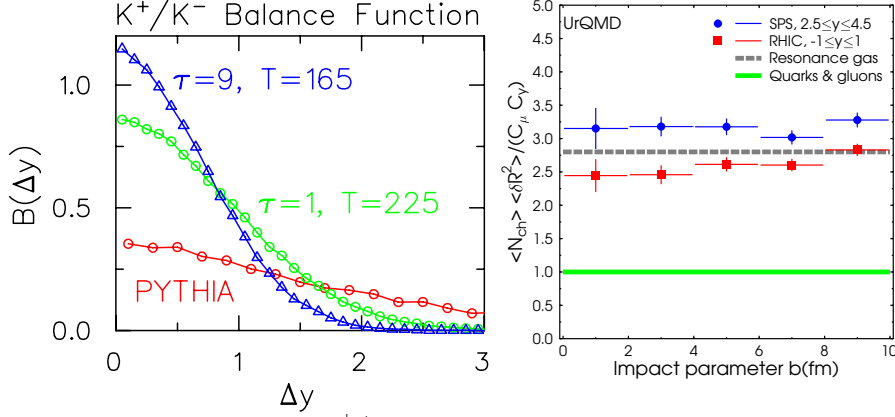 K⁺/K⁻ Balance Function
τ=9, T=165
τ=1, T=225
PYTHIA
1.0
0.5
0.0
B(Δy)
0 1 2 3
Δy
UrQMD
SPS, 2.5≤y≤4.5
RHIC, -1≤y≤1
Resonance gas
Quarks & gluons
5.0
4.5
4.0
3.5
3.0
2.5
2.0
1.5
1.0
0.5
0.0
<N_ch> <δR²>/(C_μ C_y)
0 2 4 6 8 10
Impact parameter b(fm)